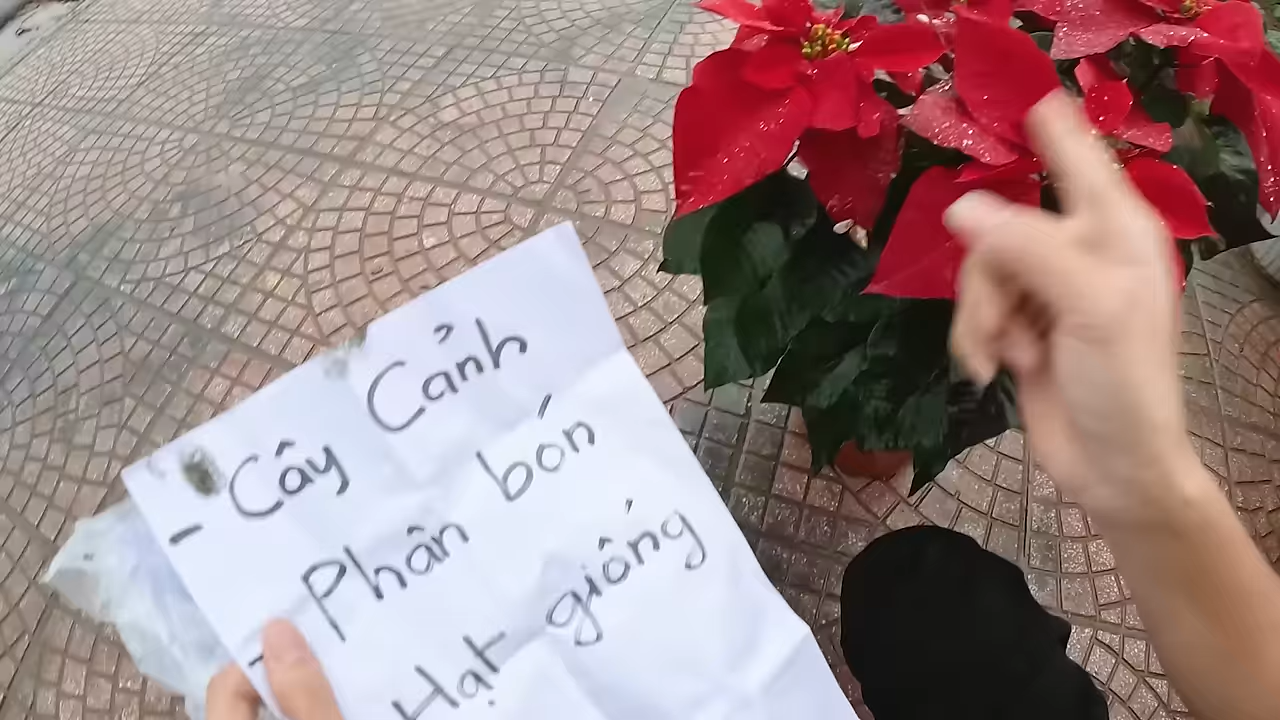 - Cây Cảnh
- Phân bón
Hạt giống